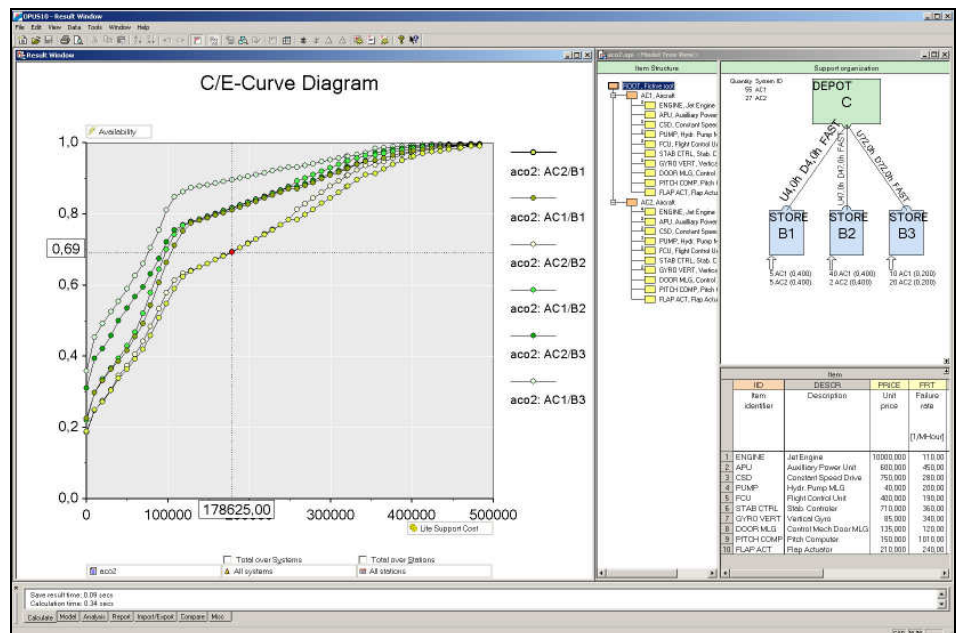 OPUS10 - Result Window
File Edit View Data Tools Window Help
Result Window
C/E-Curve Diagram
Availability
1,0
0,8
0,69
0,6
0,4
0,2
0,0
0
100000
178625,00
300000
400000
500000
Life Support Cost
aco2: AC2/B1
aco2: AC1/B1
aco2: AC2/B2
aco2: AC1/B2
aco2: AC2/B3
aco2: AC1/B3
Total over Systems
Total over Stations
aco2
All systems
All stations
Item Structure
AC1, Aircraft
ENGINE, Jet Engine
APU, Auxiliary Power
CSD, Constant Speed
PUMP, Hydr. Pump M
FCU, Flight Control Un
STAB CTRL, Stab. C
GYRO VERT, Vertica
DOOR MLG, Control
PITCH COMP, Pitch C
FLAP ACT, Flap Actua
AC2, Aircraft
ENGINE, Jet Engine
APU, Auxiliary Power
CSD, Constant Speed
PUMP, Hydr. Pump M
FCU, Flight Control Un
STAB CTRL, Stab. C
GYRO VERT, Vertica
DOOR MLG, Control
PITCH COMP, Pitch C
FLAP ACT, Flap Actu
Support organization
Quantity System ID
55 AC1
27 AC2
DEPOT
C
U4,0h D4,0h FAST
U47,0h D47,0h FAST
U72,0h D72,0h FAST
STORE B1
STORE B2
STORE B3
5 AC1 (0,400)
5 AC2 (0,400)
40 AC1 (0,400)
2 AC2 (0,400)
10 AC1 (0,200)
20 AC2 (0,200)
Item
IID DESCR PRICE FRT
Item identifier Description Unit price Failure rate
[1/MHour]
1 ENGINE Jet Engine 10000,000 110,00
2 APU Auxilliary Power Unit 600,000 450,00
3 CSD Constant Speed Drive 750,000 280,00
4 PUMP Hydr. Pump MLG 40,000 200,00
5 FCU Flight Control Unit 400,000 190,00
6 STAB CTRL Stab. Controler 710,000 360,00
7 GYRO VERT Vertical Gyro 85,000 340,00
8 DOOR MLG Control Mech Door MLG 135,000 120,00
9 PITCH COMP Pitch Computer 150,000 1010,00
10 FLAP ACT Flap Actuator 210,000 240,00
Save result time: 0.09 secs
Calculation time: 0.34 secs
Calculate Model Analysis Report Import/Export Compare Misc